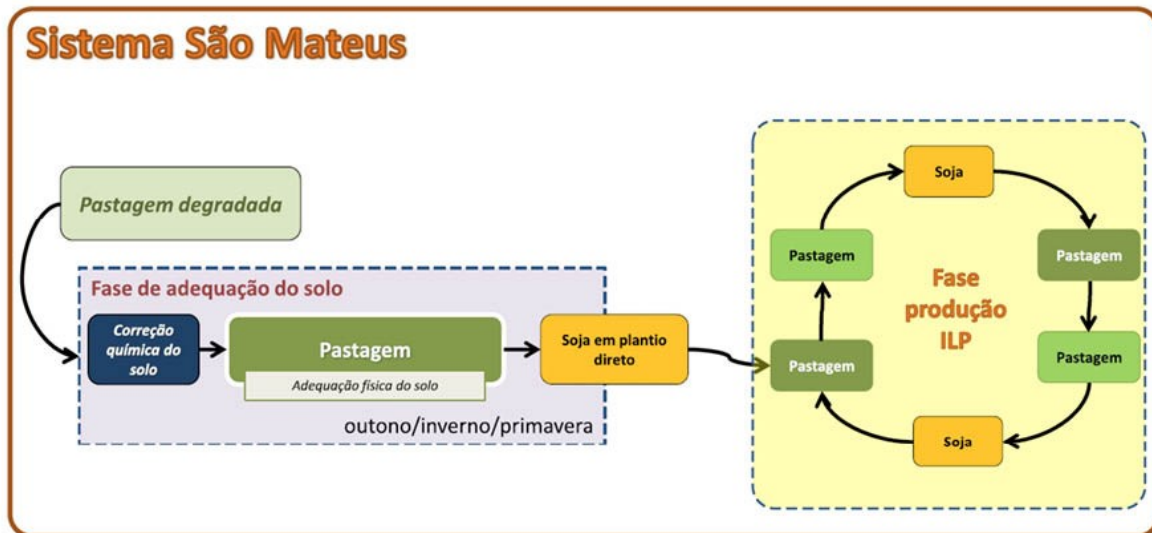 Sistema São Mateus
Pastagem degradada
Fase de adequação do solo
Correção
química do
solo
Pastagem
Adequação física do solo
Soja em plantio
direto
outono/inverno/primavera
Soja
Pastagem
Pastagem
Fase
produção
ILP
Pastagem
Pastagem
Soja